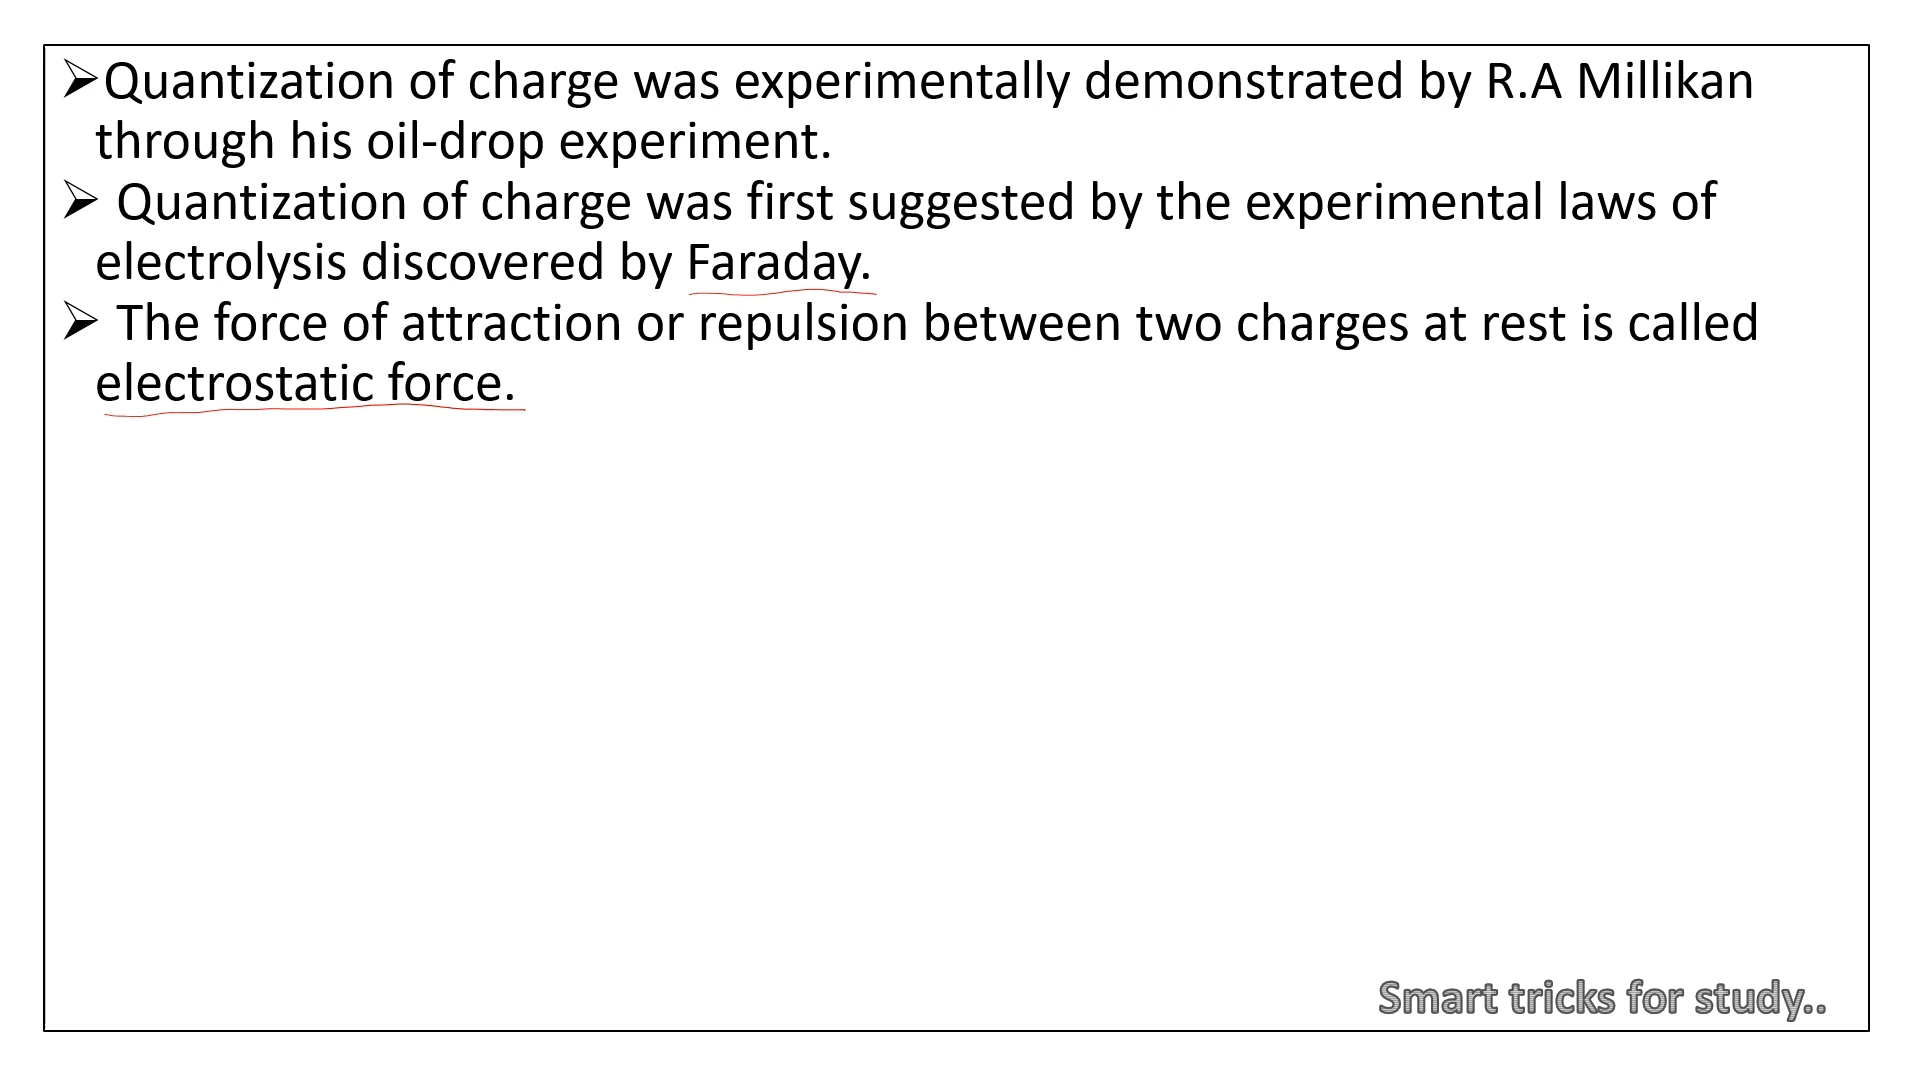 ➢Quantization of charge was experimentally demonstrated by R.A Millikan
through his oil-drop experiment.
➢ Quantization of charge was first suggested by the experimental laws of
electrolysis discovered by Faraday.
➢ The force of attraction or repulsion between two charges at rest is called
electrostatic force.
Smart tricks for study..